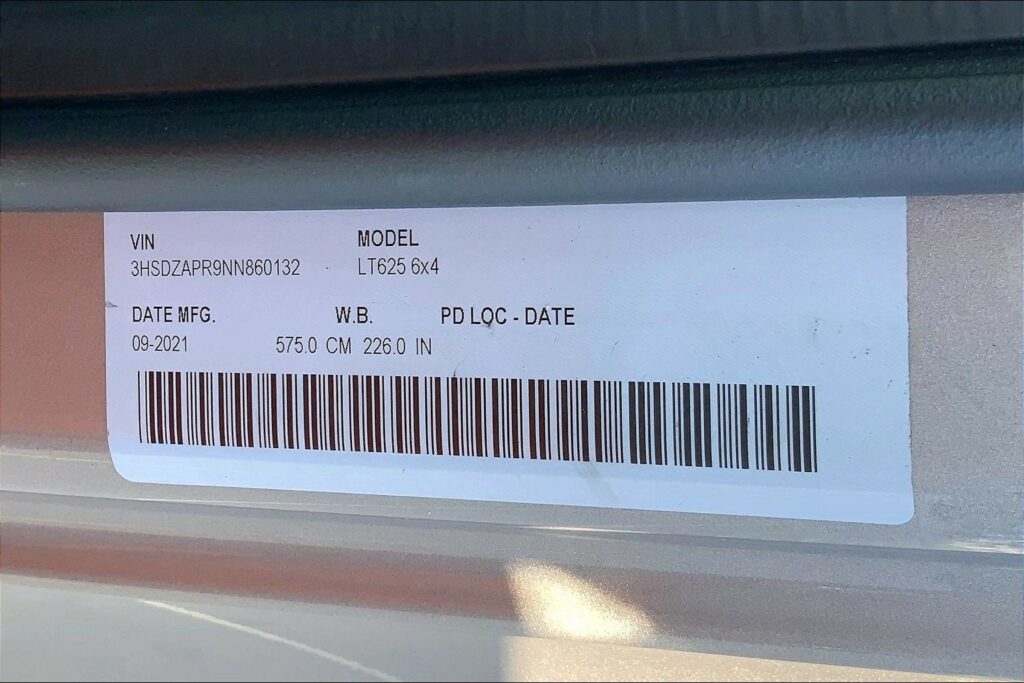 VIN MODEL
3HSDZAPR9NN860132 LT625 6x4
DATE MFG. W.B. PD LOC - DATE
09-2021 575.0 CM 226.0 IN